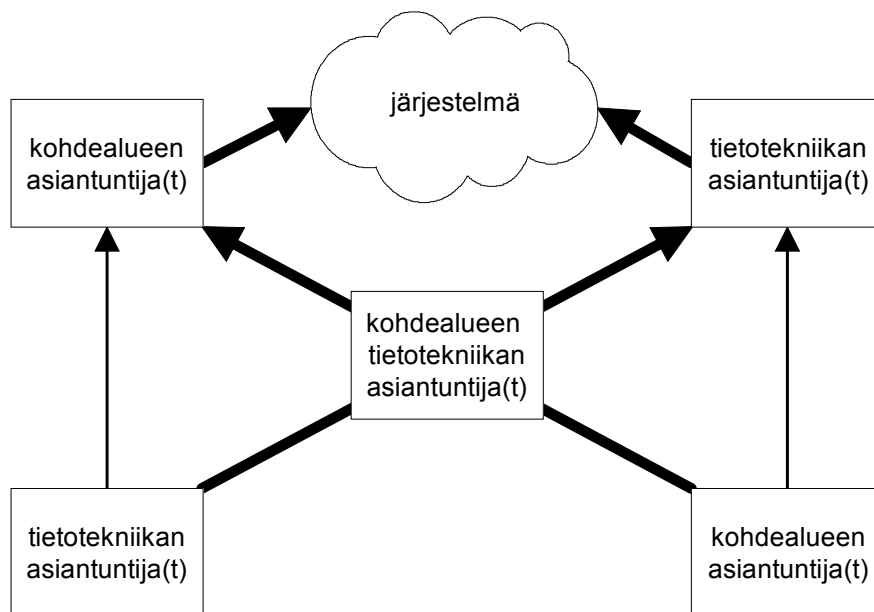 järjestelmä
kohdealueen
asiantuntija(t)
tietotekniikan
asiantuntija(t)
kohdealueen
tietotekniikan
asiantuntija(t)
tietotekniikan
asiantuntija(t)
kohdealueen
asiantuntija(t)